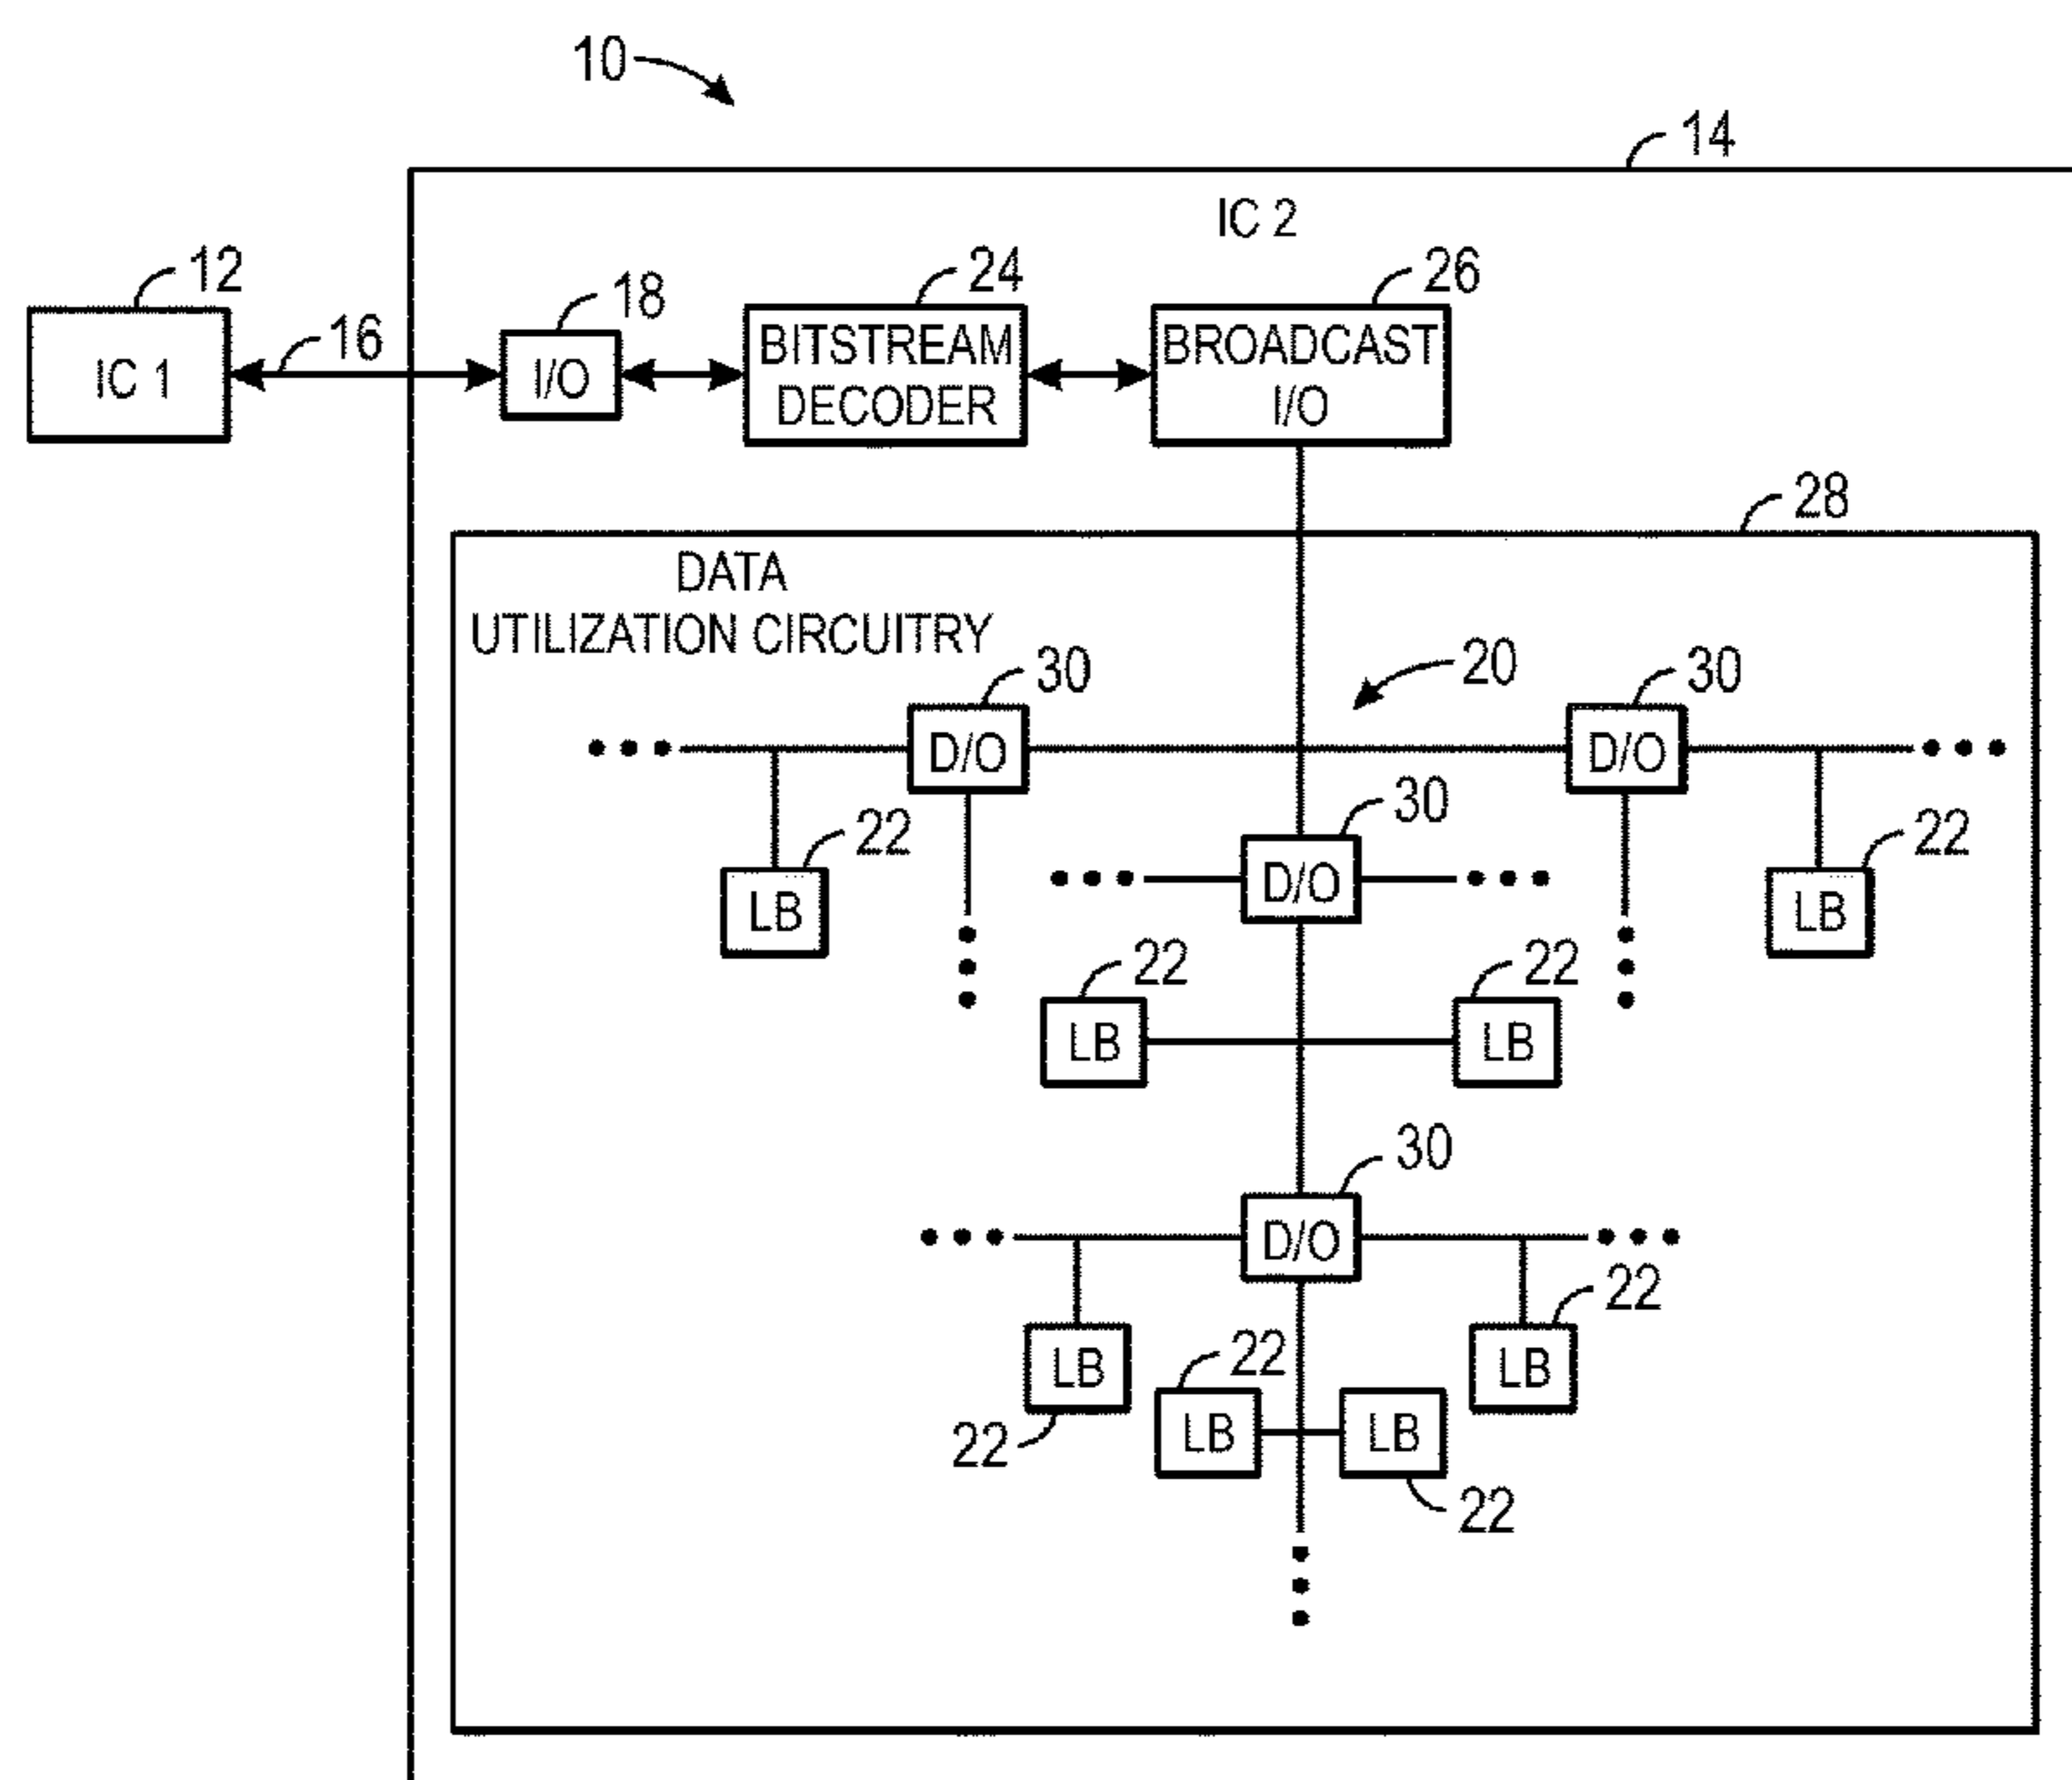 10
14
IC 2
12
16
18
24
26
IC 1
I/O
BITSTREAM
DECODER
BROADCAST
I/O
28
DATA
UTILIZATION CIRCUITRY
20
30
30
D/O
D/O
30
22
22
D/O
LB
LB
22
22
LB
LB
30
D/O
22
22
LB
LB
22
LB
LB
22